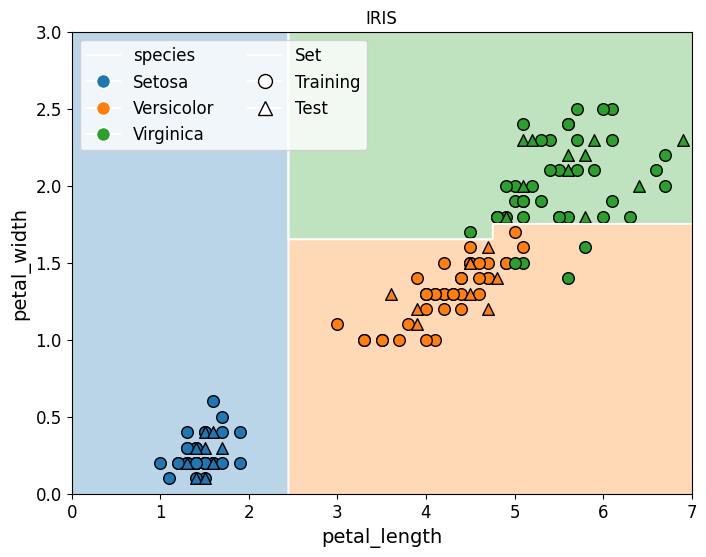 IRIS
species Set
Setosa Training
Versicolor Test
Virginica
petal_width
3.0
2.5
2.0
1.5
1.0
0.5
0.0
0 1 2 3 4 5 6 7
petal_length